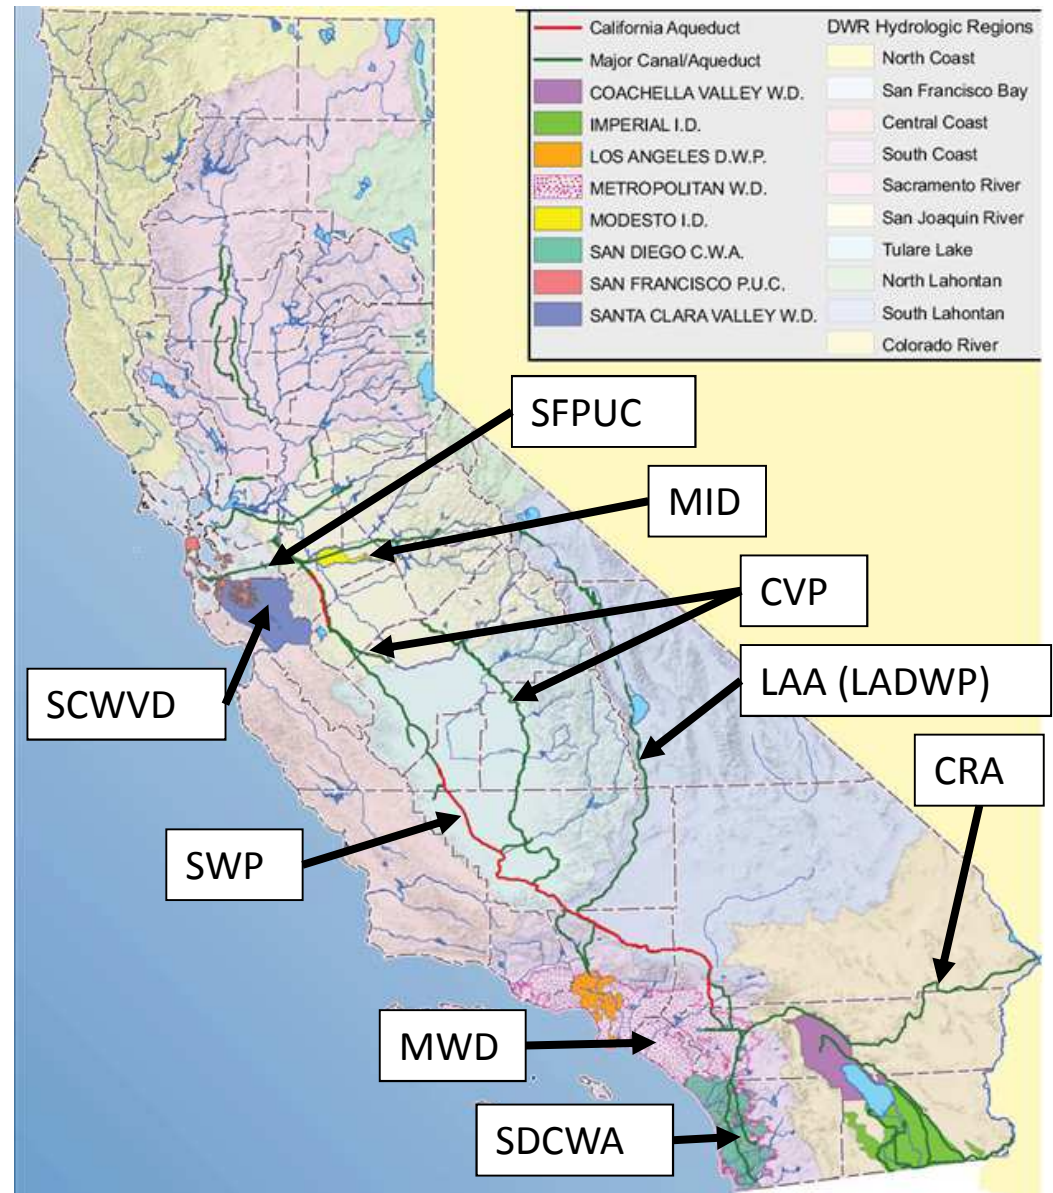 California Aqueduct
Major Canal/Aqueduct
COACHELLA VALLEY W.D.
IMPERIAL I.D.
LOS ANGELES D.W.P.
METROPOLITAN W.D.
MODESTO I.D.
SAN DIEGO C.W.A.
SAN FRANCISCO P.U.C.
SANTA CLARA VALLEY W.D.
DWR Hydrologic Regions
North Coast
San Francisco Bay
Central Coast
South Coast
Sacramento River
San Joaquin River
Tulare Lake
North Lahontan
South Lahontan
Colorado River
SFPUC
MID
CVP
LAA (LADWP)
SCWVD
CRA
SWP
MWD
SDCWA